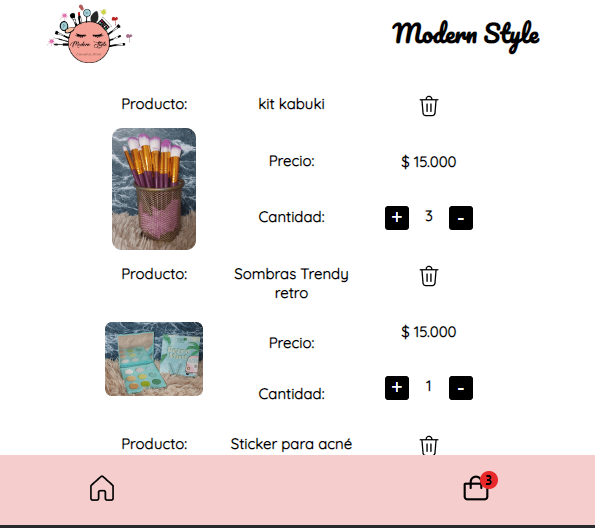 Modern Style
Modern Style
Producto:
kit kabuki
Precio:
$ 15.000
Cantidad:
+ 3 -
Producto:
Sombras Trendy
retro
Precio:
$ 15.000
Cantidad:
+ 1 -
Producto:
Sticker para acné
3